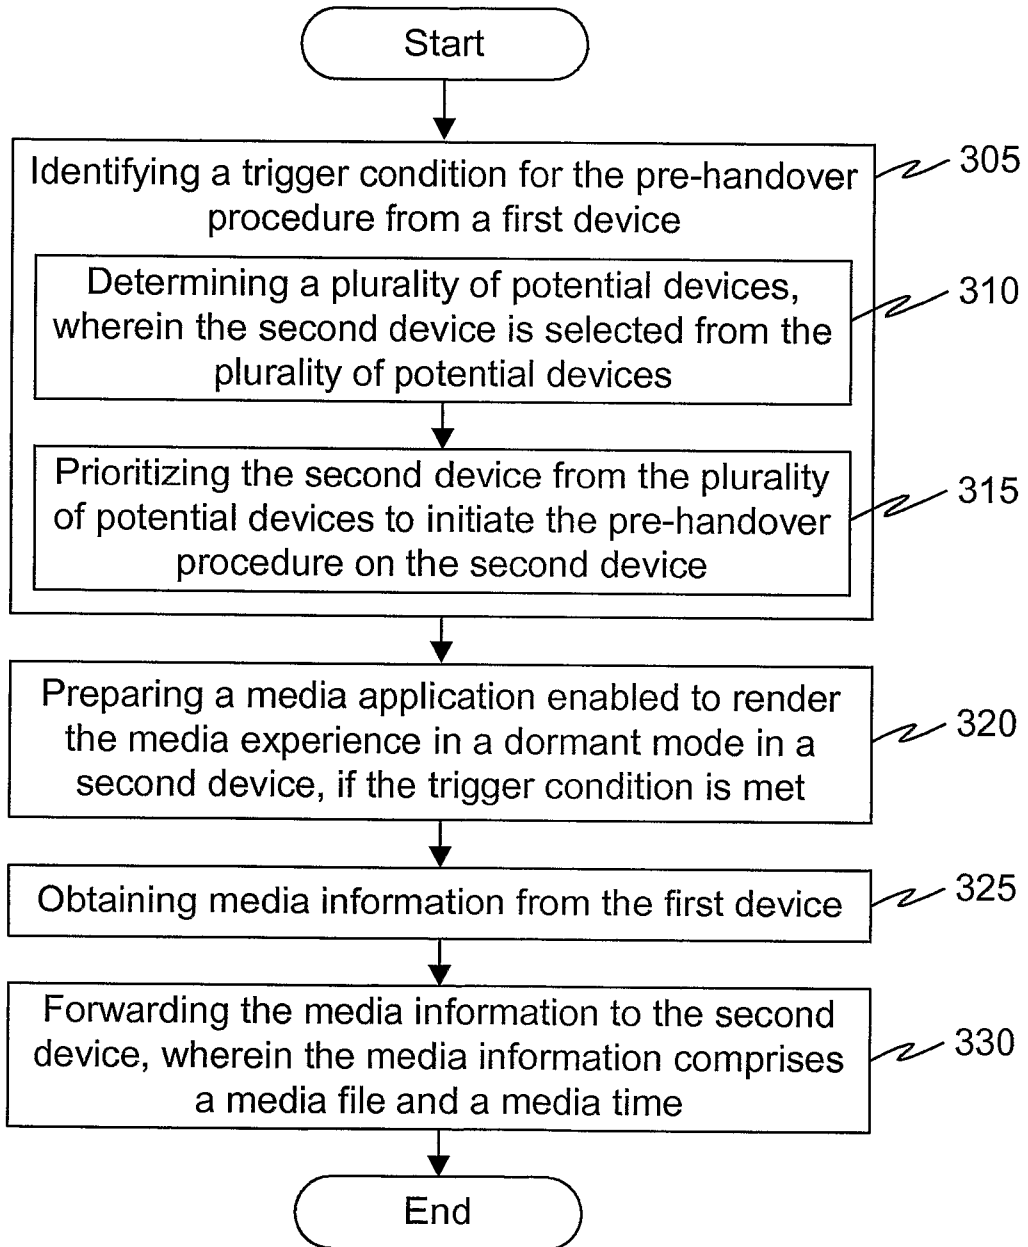 Start
Identifying a trigger condition for the pre-handover
procedure from a first device
305
Determining a plurality of potential devices,
wherein the second device is selected from the
plurality of potential devices
310
Prioritizing the second device from the plurality
of potential devices to initiate the pre-handover
procedure on the second device
315
Preparing a media application enabled to render
the media experience in a dormant mode in a
second device, if the trigger condition is met
320
Obtaining media information from the first device
325
Forwarding the media information to the second
device, wherein the media information comprises
a media file and a media time
330
End